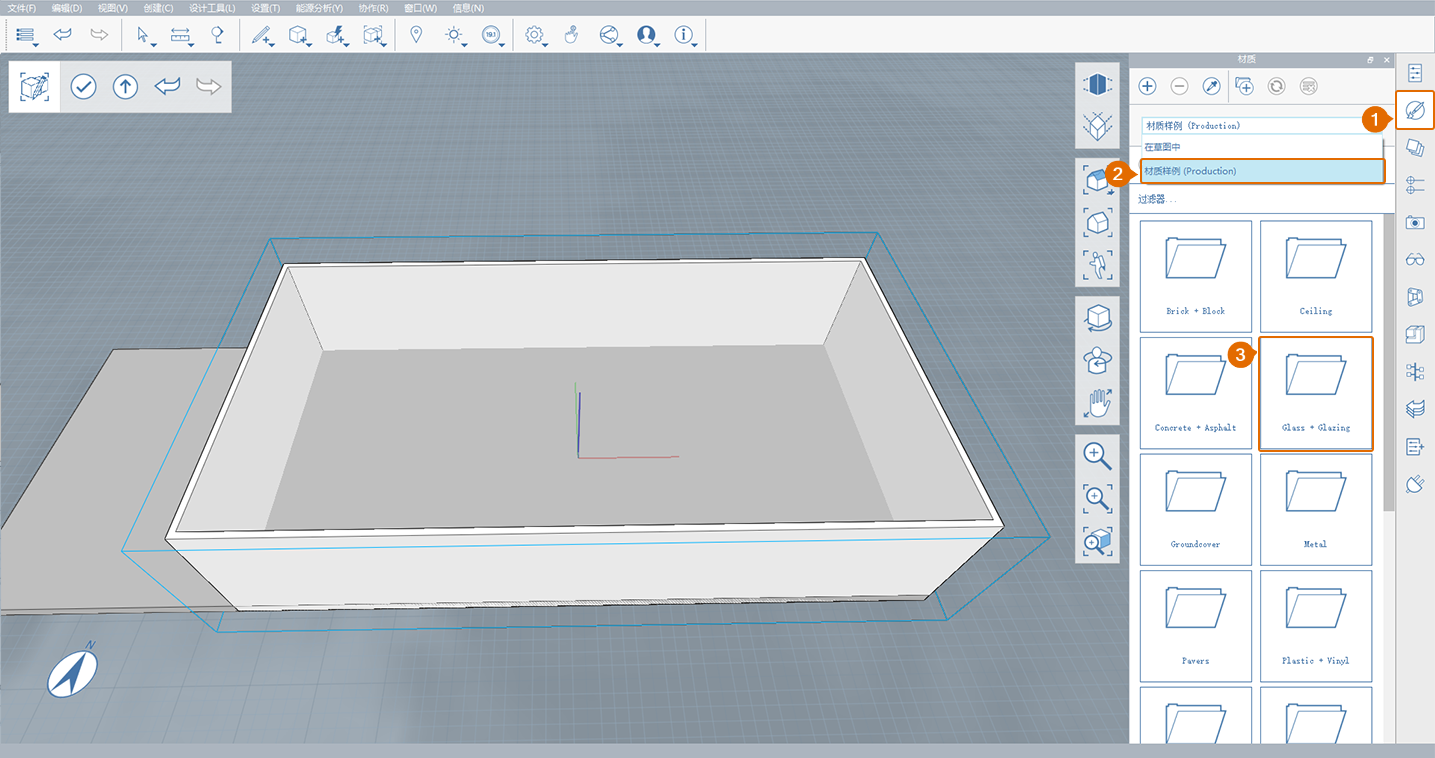 文件(F) 编辑(D) 视图(V) 创建(C) 设计工具(L) 设置(T) 能源分析(Y) 协作(R) 窗口(W) 信息(N)
19:1
材质
1
材质样例 (Production)
在草图中
2
材质样例 (Production)
过滤器...
Brick + Block
Ceiling
3
Concrete + Asphalt
Glass + Glazing
Groundcover
Metal
Pavers
Plastic + Vinyl
N